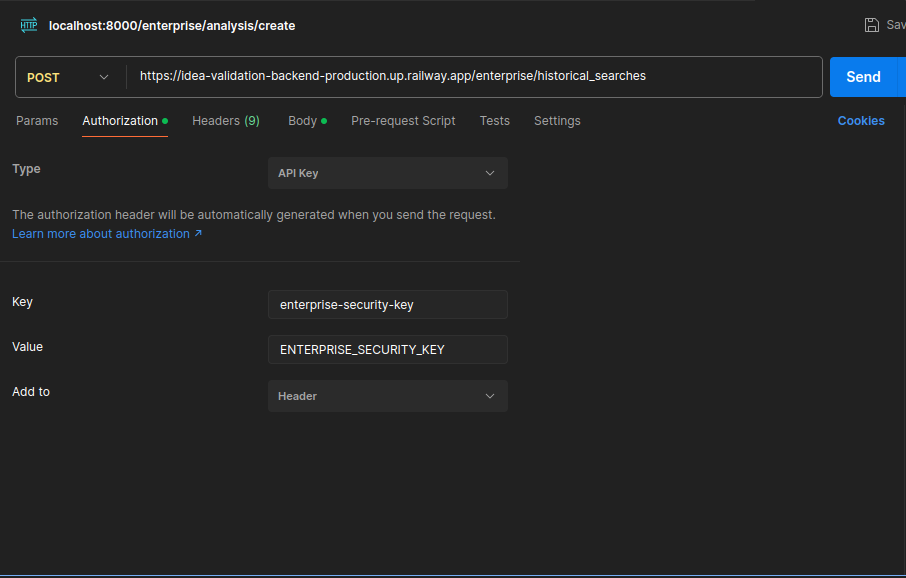 HTTP localhost:8000/enterprise/analysis/create
POST https://idea-validation-backend-production.up.railway.app/enterprise/historical_searches Send
Params Authorization Headers (9) Body Pre-request Script Tests Settings Cookies
Type API Key
The authorization header will be automatically generated when you send the request.
Learn more about authorization ↗
Key enterprise-security-key
Value ENTERPRISE_SECURITY_KEY
Add to Header